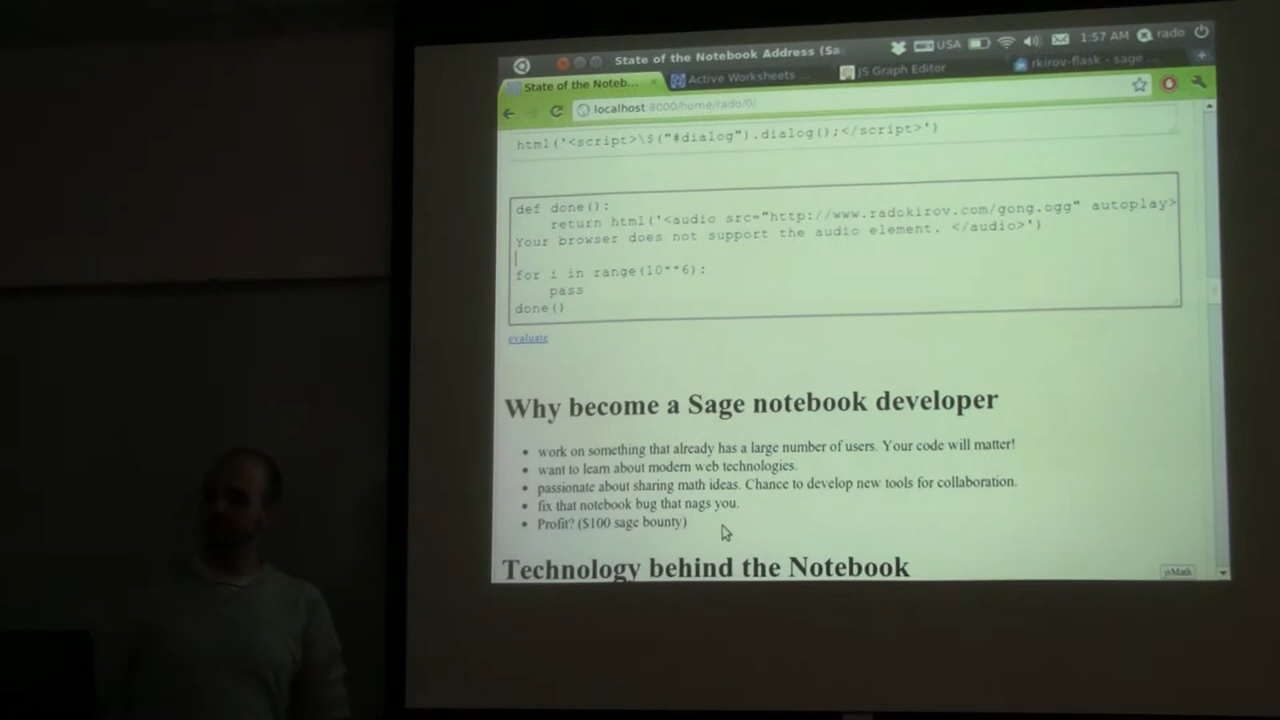 State of the Notebook Address (Sa
USA
1:57 AM
rado
State of the Noteb...
Active Worksheets ...
JS Graph Editor
rkirov-flask - sage ...
localhost:8000/home/rado/0/
html('<script>\$("#dialog").dialog();</script>')
def done():
return html('<audio src="http://www.radokirov.com/gong.ogg" autoplay>
Your browser does not support the audio element. </audio>')
for i in range(10**6):
pass
done()
evaluate
Why become a Sage notebook developer
• work on something that already has a large number of users. Your code will matter!
• want to learn about modern web technologies.
• passionate about sharing math ideas. Chance to develop new tools for collaboration.
• fix that notebook bug that nags you.
• Profit? ($100 sage bounty)
Technology behind the Notebook
jsMath